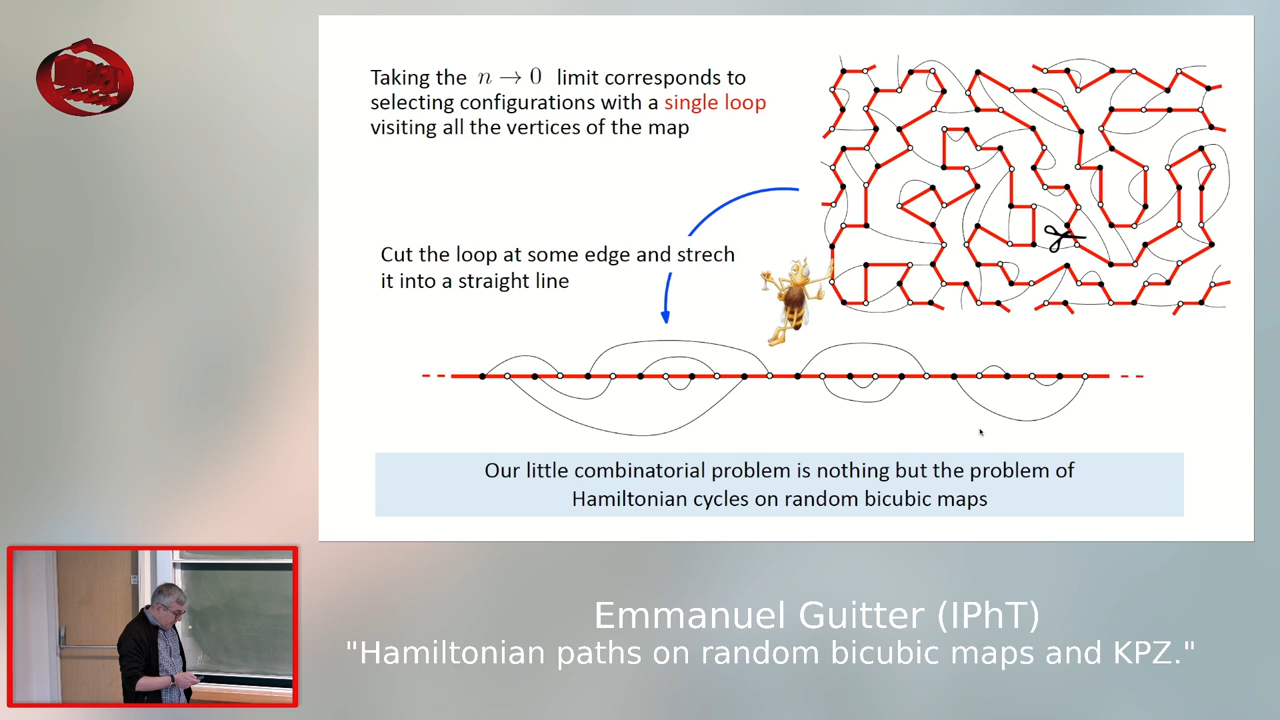 Taking the n → 0 limit corresponds to
selecting configurations with a single loop
visiting all the vertices of the map
Cut the loop at some edge and strech
it into a straight line
Our little combinatorial problem is nothing but the problem of
Hamiltonian cycles on random bicubic maps
Emmanuel Guitter (IPhT)
"Hamiltonian paths on random bicubic maps and KPZ."